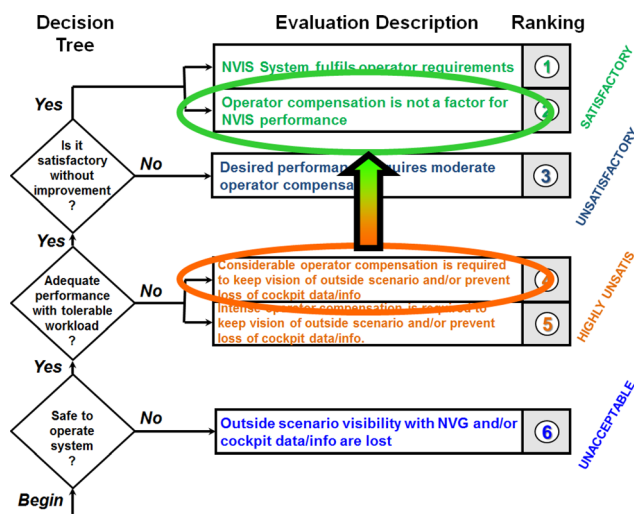 Decision
Tree
Evaluation Description
Ranking
NVIS System fulfils operator requirements
1
Operator compensation is not a factor for
NVIS performance
2
SATISFACTORY
Yes
Is it
satisfactory
without
improvement
?
No
Desired performan quires moderate
operator compensa
3
UNSATISFACTORY
Yes
Adequate
performance
with tolerable
workload
?
No
Considerable operator compensation is required
to keep vision of outside scenario and/or prevent
loss of cockpit data/info
4
Intense operator compensation is required to
keep vision of outside scenario and/or prevent
loss of cockpit data/info.
5
HIGHLY UNSATIS
Yes
Safe to
operate
system
?
No
Outside scenario visibility with NVG and/or
cockpit data/info are lost
6
UNACCEPTABLE
Begin